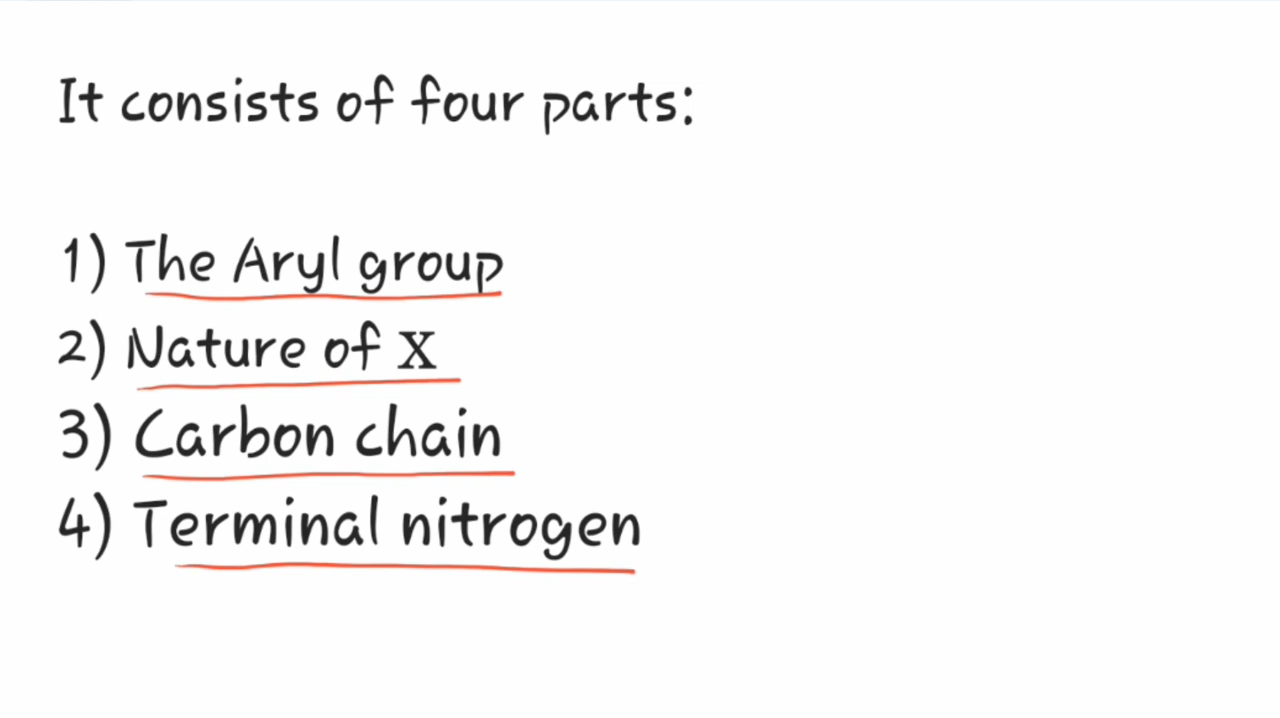 It consists of four parts:
1) The Aryl group
2) Nature of X
3) Carbon chain
4) Terminal nitrogen